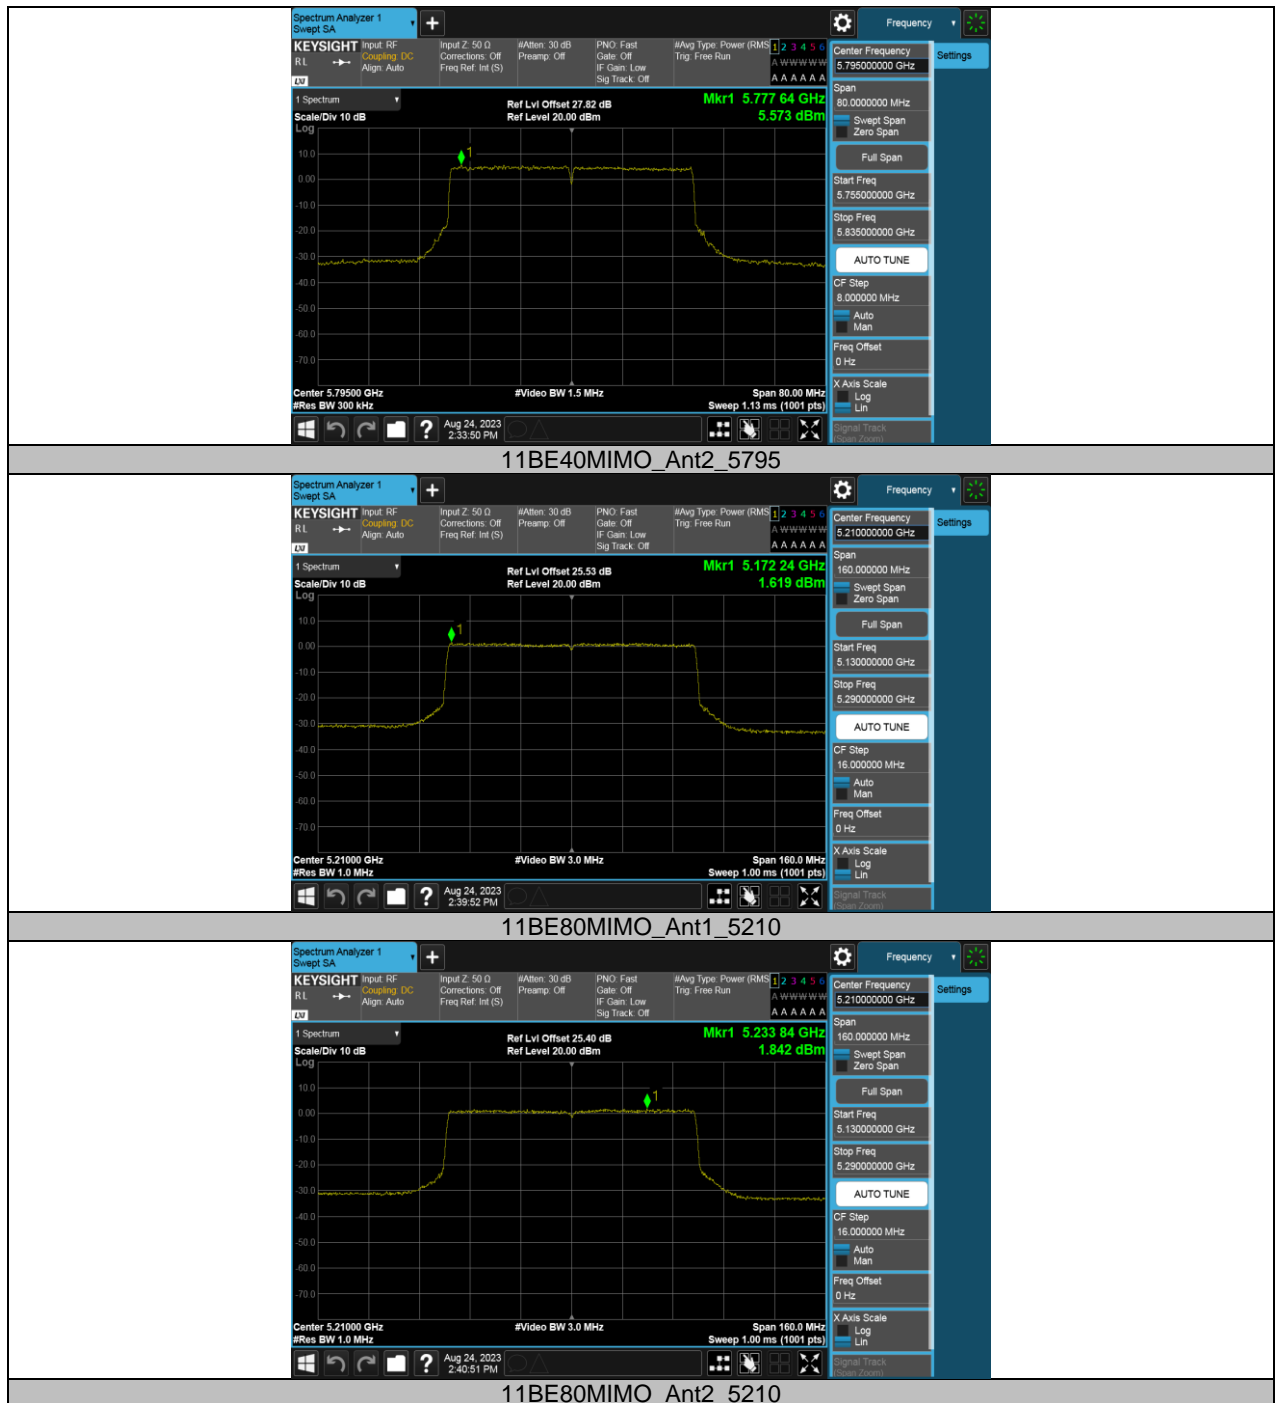 Spectrum Analyzer 1
Swept SA
Frequency
KEYSIGHT
RL
LXI
Input: RF
Coupling: DC
Align: Auto
Input Z: 50 Ω
Corrections: Off
Freq Ref: Int (S)
#Atten: 30 dB
Preamp: Off
PNO: Fast
Gate: Off
IF Gain: Low
Sig Track: Off
#Avg Type: Power (RMS
Trig: Free Run
1 2 3 4 5 6
A W W W W W
A A A A A A
Center Frequency
5.795000000 GHz
Settings
1 Spectrum
Scale/Div 10 dB
Log
Ref Lvl Offset 27.82 dB
Ref Level 20.00 dBm
Mkr1 5.777 64 GHz
5.573 dBm
1
10.0
0.00
-10.0
-20.0
-30.0
-40.0
-50.0
-60.0
-70.0
Span
80.0000000 MHz
Swept Span
Zero Span
Full Span
Start Freq
5.755000000 GHz
Stop Freq
5.835000000 GHz
AUTO TUNE
CF Step
8.000000 MHz
Auto
Man
Freq Offset
0 Hz
X Axis Scale
Log
Lin
Signal Track
(Span Zoom)
Center 5.79500 GHz
#Res BW 300 kHz
#Video BW 1.5 MHz
Span 80.00 MHz
Sweep 1.13 ms (1001 pts)
Aug 24, 2023
2:33:50 PM
11BE40MIMO_Ant2_5795
Spectrum Analyzer 1
Swept SA
Frequency
KEYSIGHT
RL
LXI
Input: RF
Coupling: DC
Align: Auto
Input Z: 50 Ω
Corrections: Off
Freq Ref: Int (S)
#Atten: 30 dB
Preamp: Off
PNO: Fast
Gate: Off
IF Gain: Low
Sig Track: Off
#Avg Type: Power (RMS
Trig: Free Run
1 2 3 4 5 6
A W W W W W
A A A A A A
Center Frequency
5.210000000 GHz
Settings
1 Spectrum
Scale/Div 10 dB
Log
Ref Lvl Offset 25.53 dB
Ref Level 20.00 dBm
Mkr1 5.172 24 GHz
1.619 dBm
1
10.0
0.00
-10.0
-20.0
-30.0
-40.0
-50.0
-60.0
-70.0
Span
160.000000 MHz
Swept Span
Zero Span
Full Span
Start Freq
5.130000000 GHz
Stop Freq
5.290000000 GHz
AUTO TUNE
CF Step
16.000000 MHz
Auto
Man
Freq Offset
0 Hz
X Axis Scale
Log
Lin
Signal Track
(Span Zoom)
Center 5.21000 GHz
#Res BW 1.0 MHz
#Video BW 3.0 MHz
Span 160.0 MHz
Sweep 1.00 ms (1001 pts)
Aug 24, 2023
2:39:52 PM
11BE80MIMO_Ant1_5210
Spectrum Analyzer 1
Swept SA
Frequency
KEYSIGHT
RL
LXI
Input: RF
Coupling: DC
Align: Auto
Input Z: 50 Ω
Corrections: Off
Freq Ref: Int (S)
#Atten: 30 dB
Preamp: Off
PNO: Fast
Gate: Off
IF Gain: Low
Sig Track: Off
#Avg Type: Power (RMS
Trig: Free Run
1 2 3 4 5 6
A W W W W W
A A A A A A
Center Frequency
5.210000000 GHz
Settings
1 Spectrum
Scale/Div 10 dB
Log
Ref Lvl Offset 25.40 dB
Ref Level 20.00 dBm
Mkr1 5.233 84 GHz
1.842 dBm
1
10.0
0.00
-10.0
-20.0
-30.0
-40.0
-50.0
-60.0
-70.0
Span
160.000000 MHz
Swept Span
Zero Span
Full Span
Start Freq
5.130000000 GHz
Stop Freq
5.290000000 GHz
AUTO TUNE
CF Step
16.000000 MHz
Auto
Man
Freq Offset
0 Hz
X Axis Scale
Log
Lin
Signal Track
(Span Zoom)
Center 5.21000 GHz
#Res BW 1.0 MHz
#Video BW 3.0 MHz
Span 160.0 MHz
Sweep 1.00 ms (1001 pts)
Aug 24, 2023
2:40:51 PM
11BE80MIMO_Ant2_5210